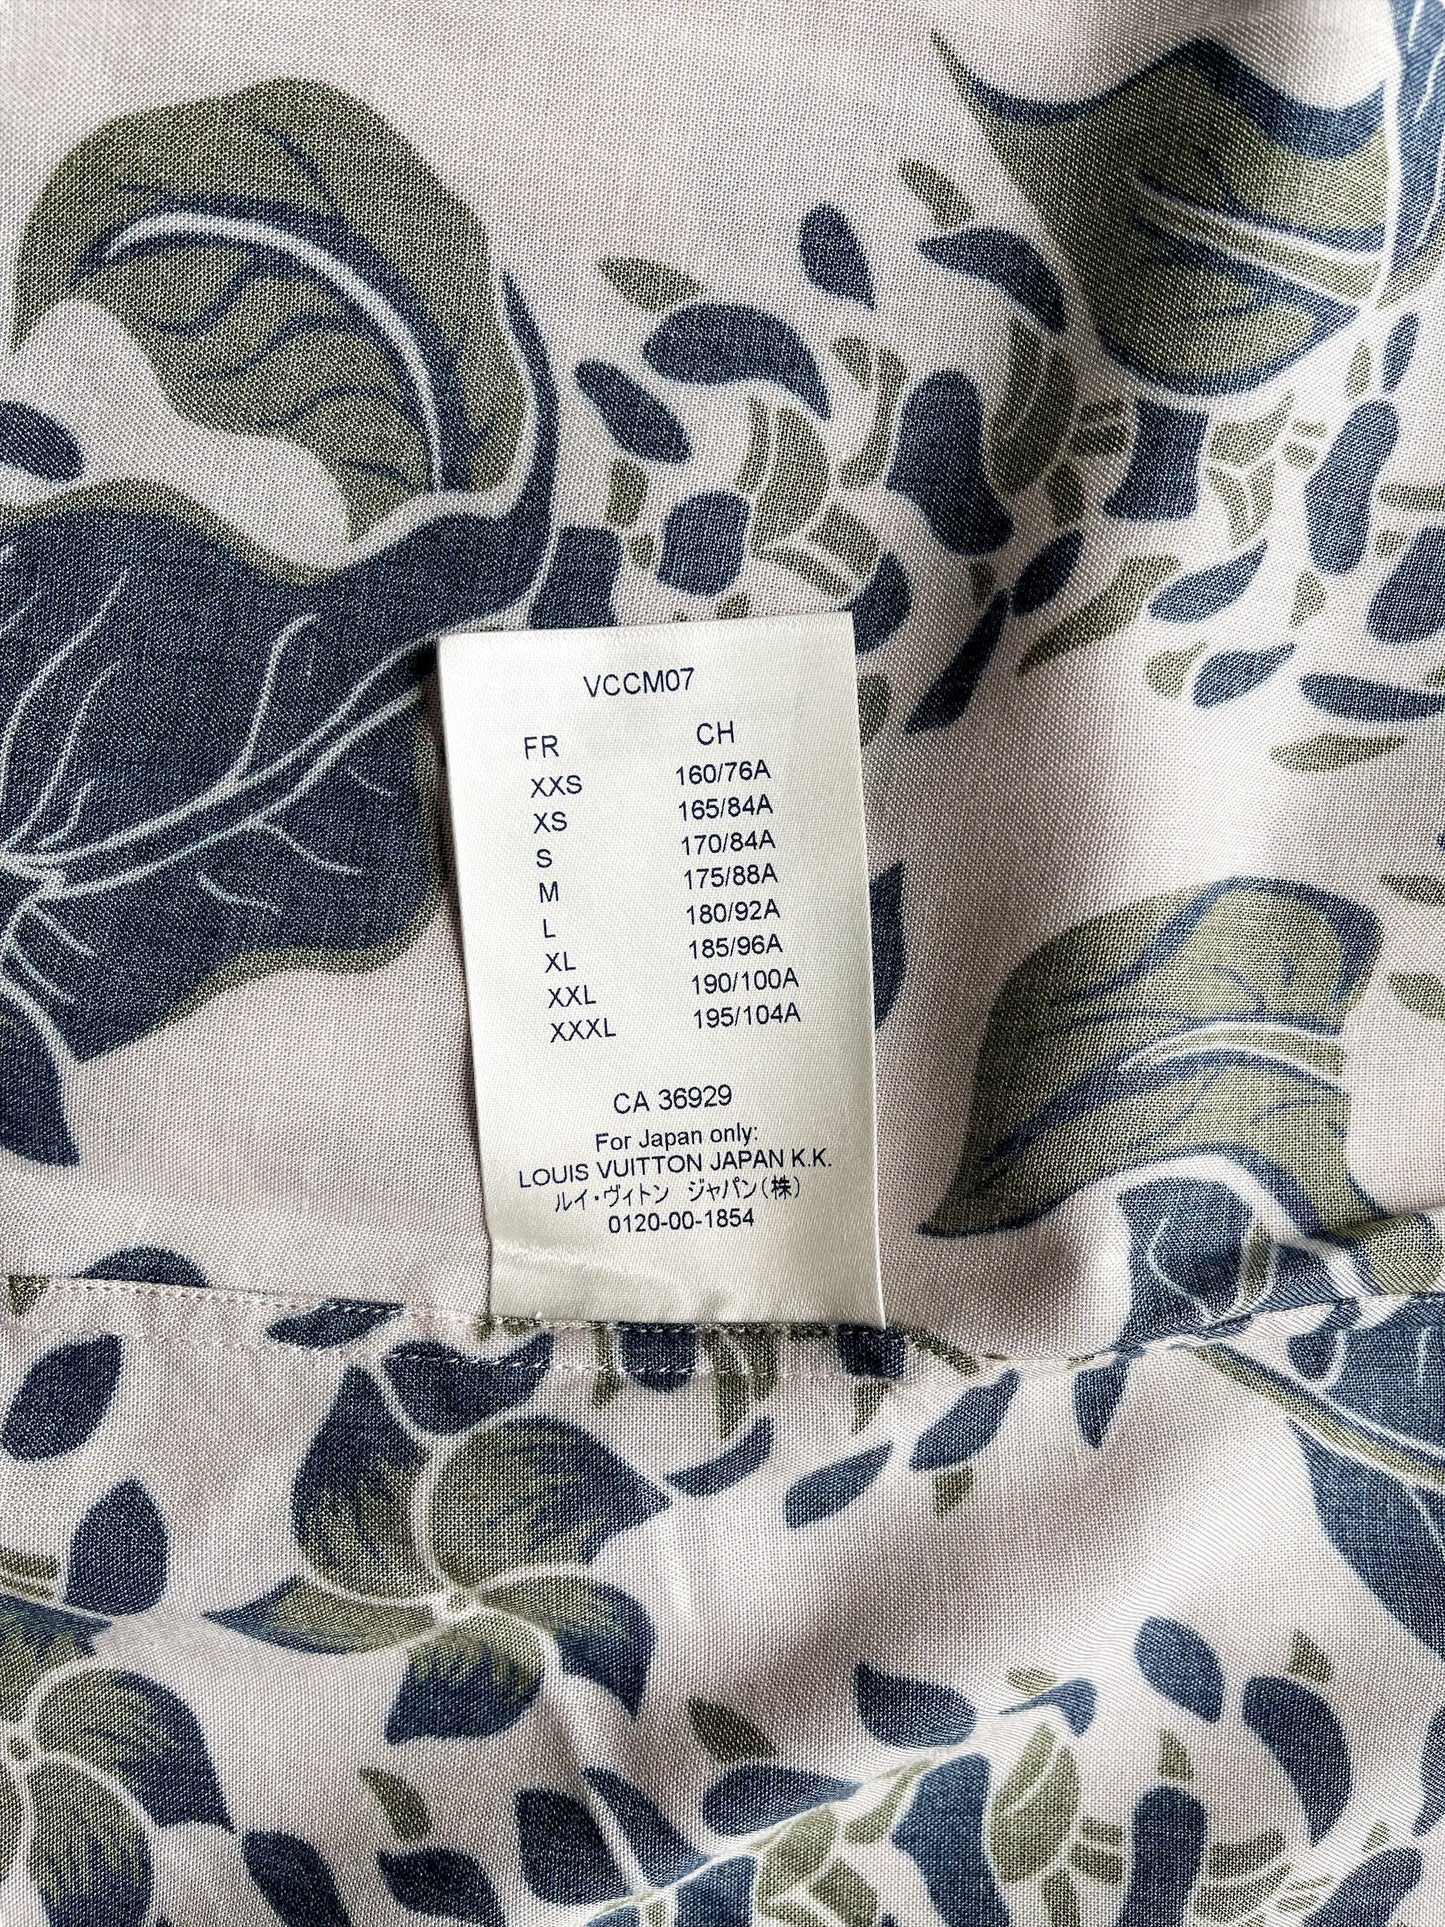 VCCM07
FR CH
XXS 160/76A
XS 165/84A
S 170/84A
M 175/88A
L 180/92A
XL 185/96A
XXL 190/100A
XXXL 195/104A
CA 36929
For Japan only:
LOUIS VUITTON JAPAN K.K.
ルイ・ヴィトン ジャパン(株)
0120-00-1854